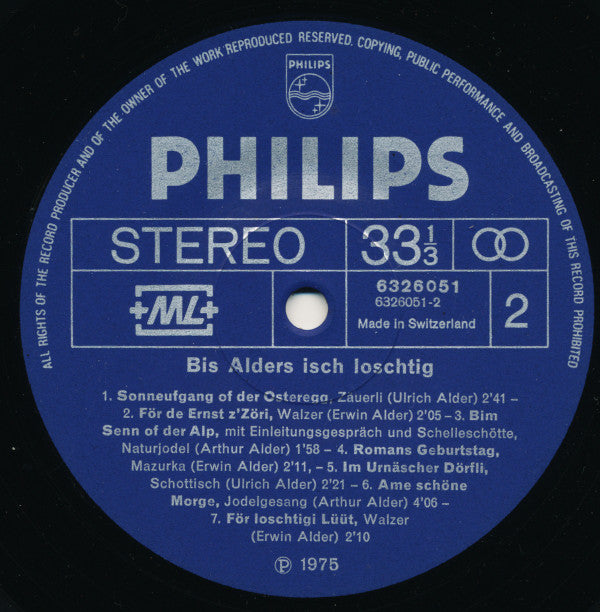 ALL RIGHTS OF THE RECORD PRODUCER AND OF THE OWNER OF THE WORK REPRODUCED RESERVED. COPYING, PUBLIC PERFORMANCE AND BROADCASTING OF THIS RECORD PROHIBITED
PHILIPS
PHILIPS
STEREO
33 1/3
6326051
6326051-2
+ML+
Made in Switzerland
2
Bis Alders isch loschtig
1. Sonneufgang of der Osteregg, Zäuerli (Ulrich Alder) 2'41 –
2. För de Ernst z'Zöri, Walzer (Erwin Alder) 2'05 – 3. Bim
Senn of der Alp, mit Einleitungsgespräch und Schelleschötte,
Naturjodel (Arthur Alder) 1'58 – 4. Romans Geburtstag,
Mazurka (Erwin Alder) 2'11, – 5. Im Urnäscher Dörfli,
Schottisch (Ulrich Alder) 2'21 – 6. Ame schöne
Morge, Jodelgesang (Arthur Alder) 4'06 –
7. För loschtigi Lüüt, Walzer
(Erwin Alder) 2'10
℗ 1975